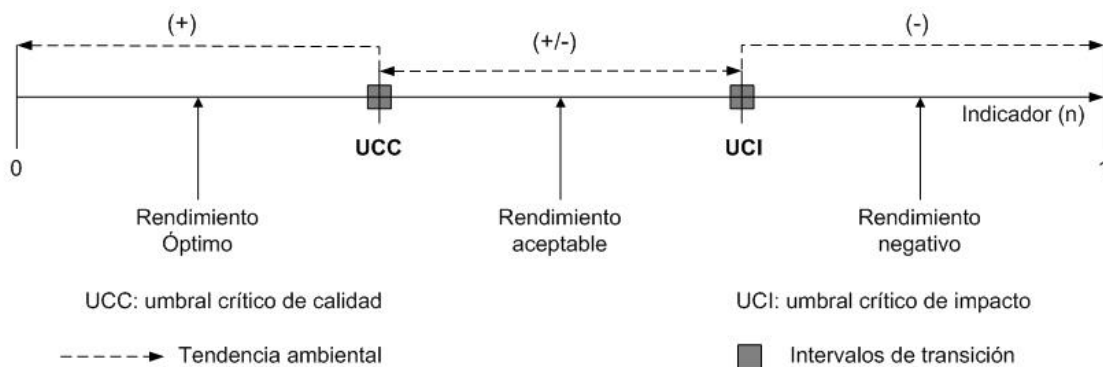 (+)
(+/-)
(-)
Indicador (n)
UCC
UCI
0
1
Rendimiento
Óptimo
Rendimiento
aceptable
Rendimiento
negativo
UCC: umbral crítico de calidad
UCI: umbral crítico de impacto
Tendencia ambiental
Intervalos de transición